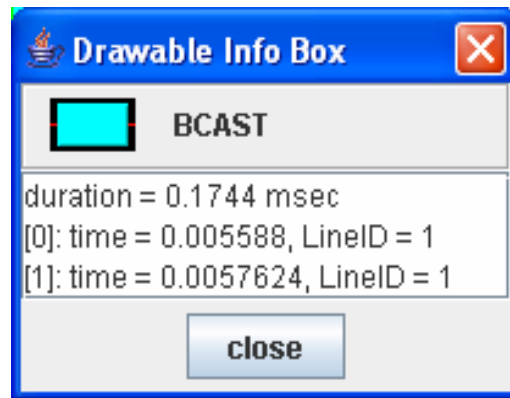 Drawable Info Box
BCAST
duration = 0.1744 msec
[0]: time = 0.005588, LineID = 1
[1]: time = 0.0057624, LineID = 1
close